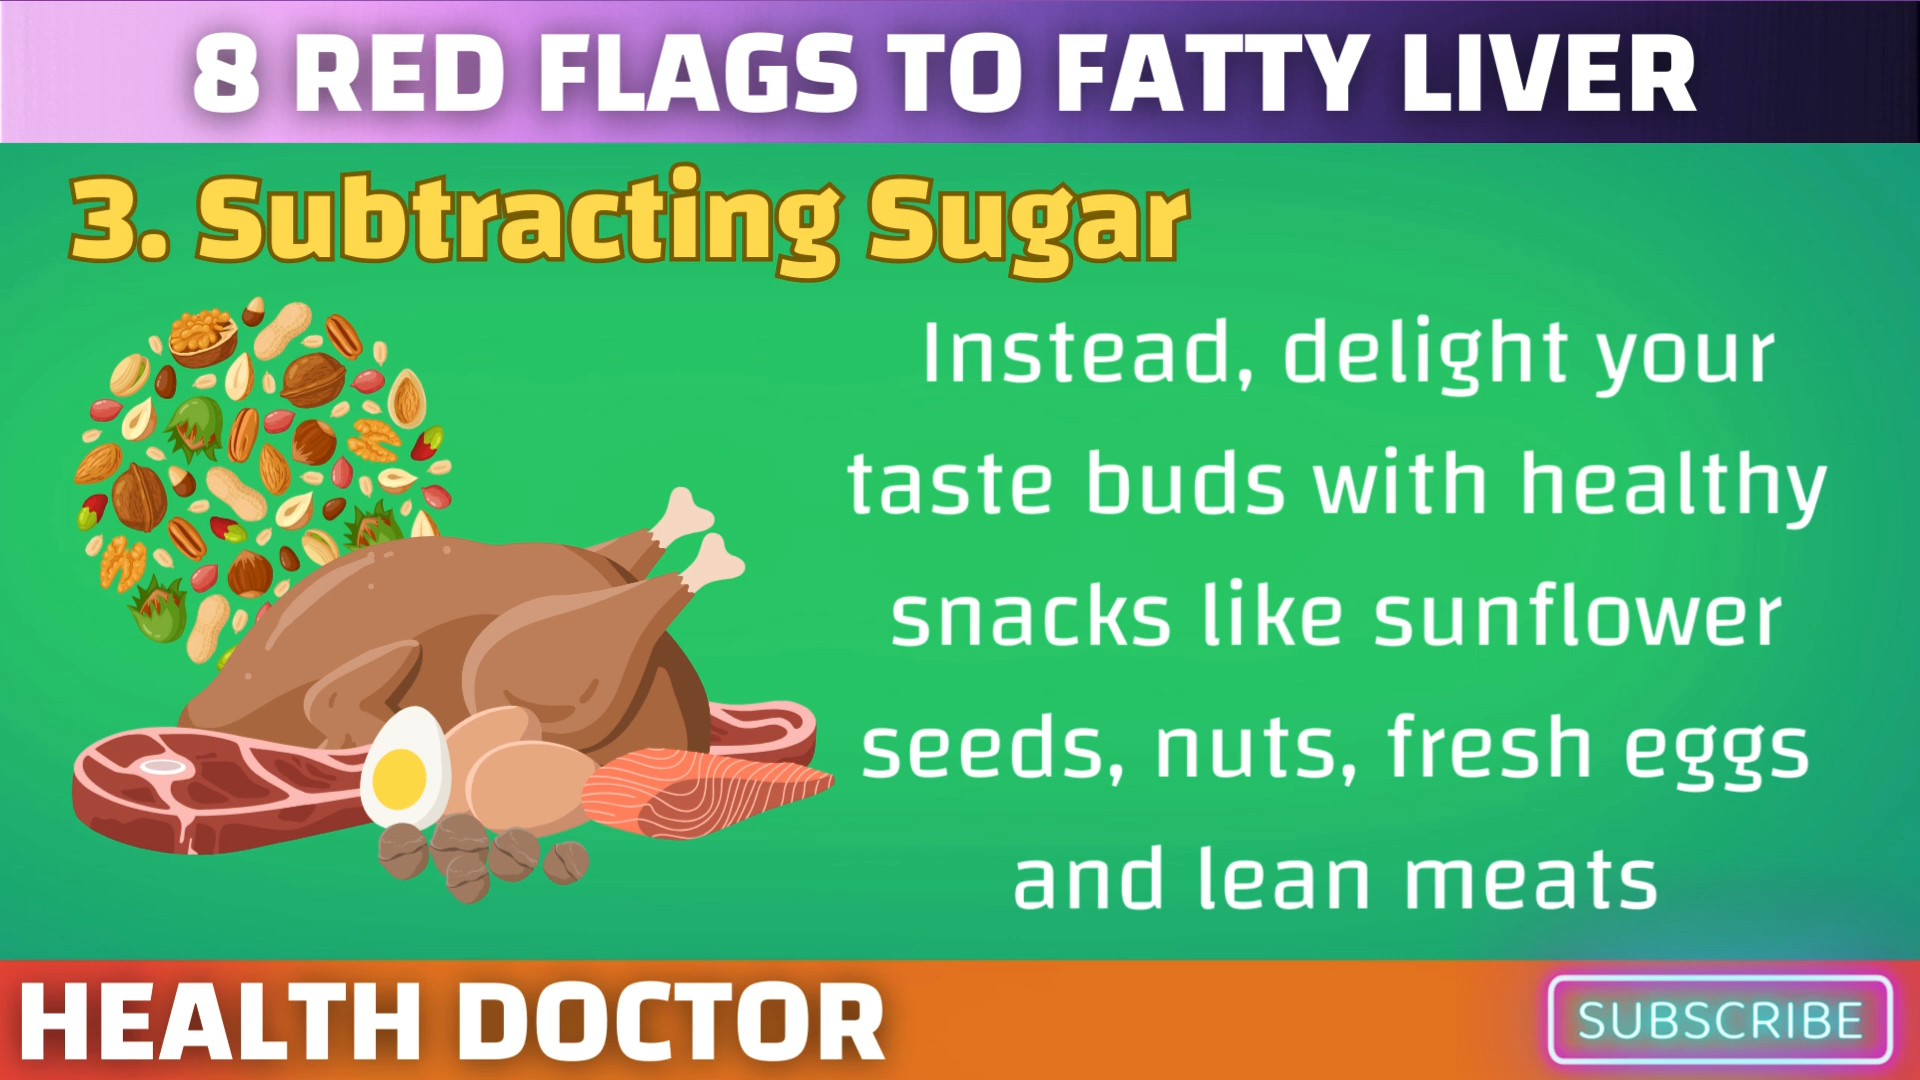 8 RED FLAGS TO FATTY LIVER
3. Subtracting Sugar
Instead, delight your
taste buds with healthy
snacks like sunflower
seeds, nuts, fresh eggs
and lean meats
HEALTH DOCTOR
SUBSCRIBE